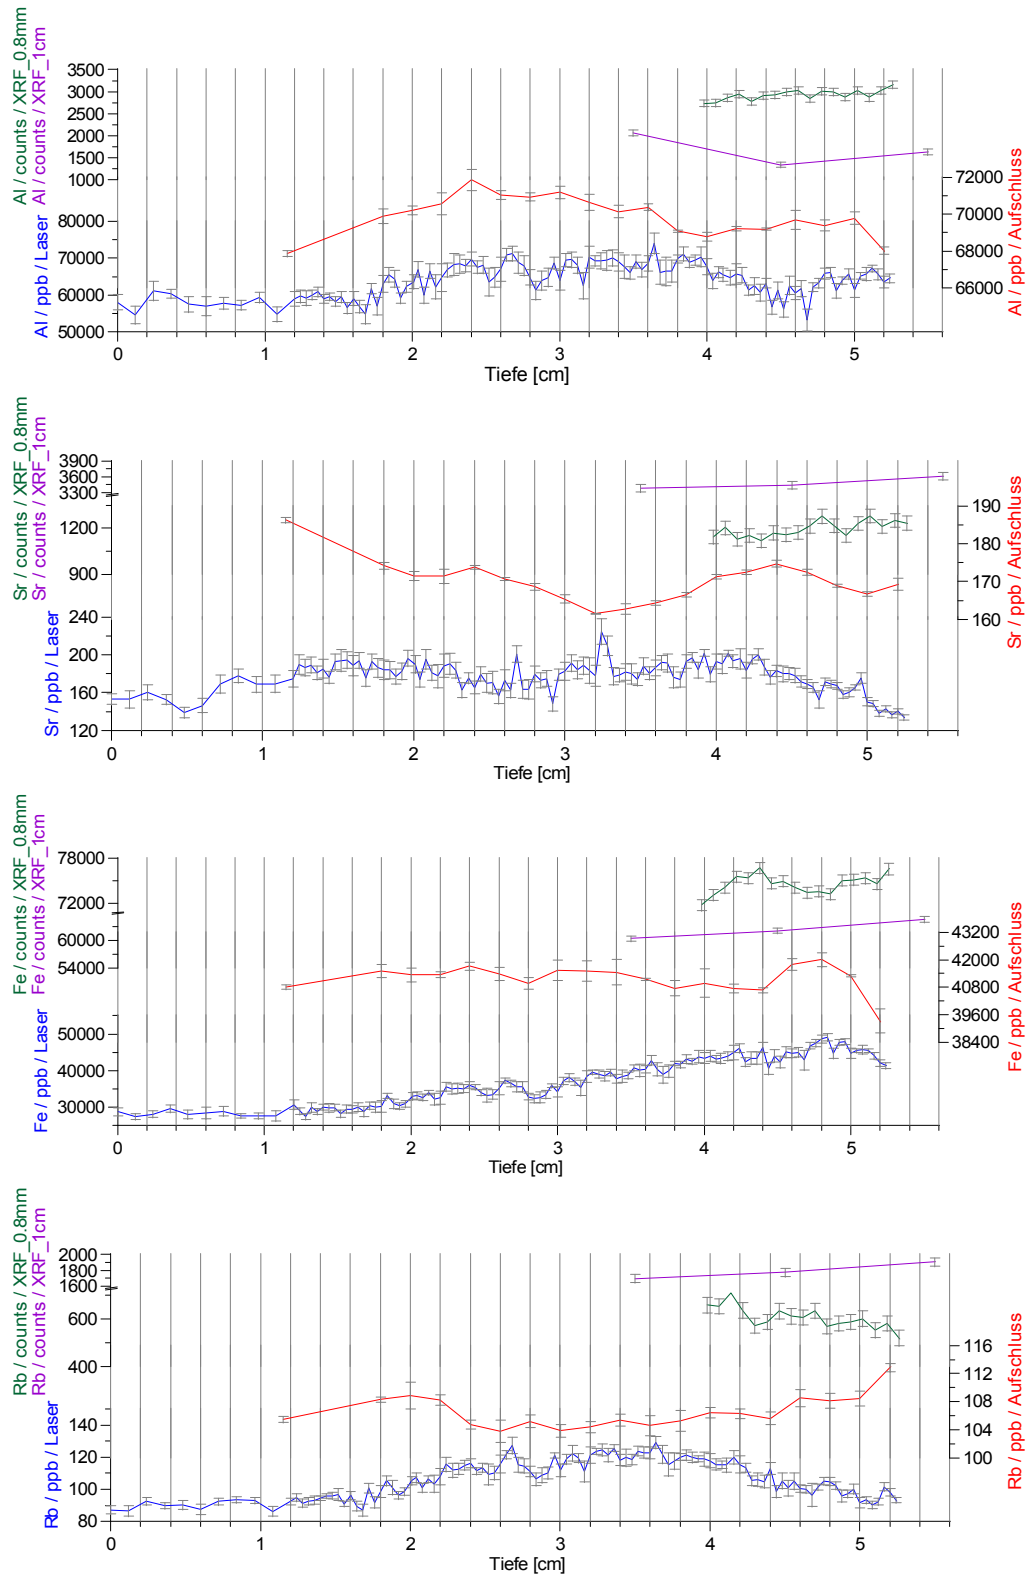 Al / counts / XRF_0.8mm
Al / counts / XRF_1cm
Al / ppb / Laser
3500
3000
2500
2000
1500
1000
80000
70000
60000
50000
72000
70000
68000
66000
Al / ppb / Aufschluss
0 1 2 3 4 5
Tiefe [cm]
Sr / counts / XRF_0.8mm
Sr / counts / XRF_1cm
Sr / ppb / Laser
3900
3600
3300
1200
900
240
200
160
120
190
180
170
160
Sr / ppb / Aufschluss
0 1 2 3 4 5
Tiefe [cm]
Fe / counts / XRF_0.8mm
Fe / counts / XRF_1cm
Fe / ppb / Laser
78000
72000
60000
54000
50000
40000
30000
43200
42000
40800
39600
38400
Fe / ppb / Aufschluss
0 1 2 3 4 5
Tiefe [cm]
Rb / counts / XRF_0.8mm
Rb / counts / XRF_1cm
Rb / ppb / Laser
2000
1800
1600
600
400
140
120
100
80
116
112
108
104
100
Rb / ppb / Aufschluss
0 1 2 3 4 5
Tiefe [cm]